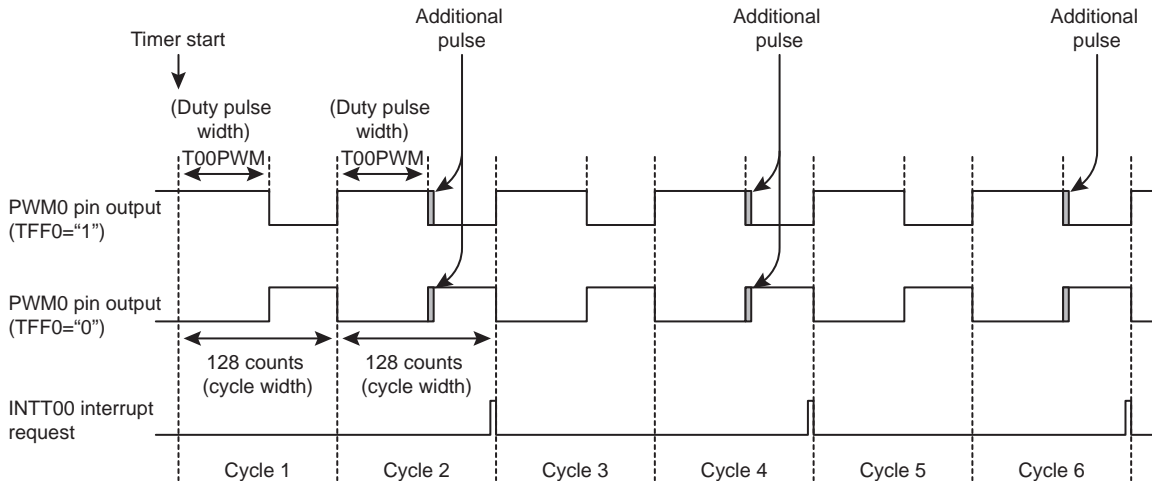 Additional
pulse
Additional
pulse
Additional
pulse
Timer start
(Duty pulse
width)
T00PWM
(Duty pulse
width)
T00PWM
PWM0 pin output
(TFF0=“1”)
PWM0 pin output
(TFF0=“0”)
128 counts
(cycle width)
128 counts
(cycle width)
INTT00 interrupt
request
Cycle 1
Cycle 2
Cycle 3
Cycle 4
Cycle 5
Cycle 6